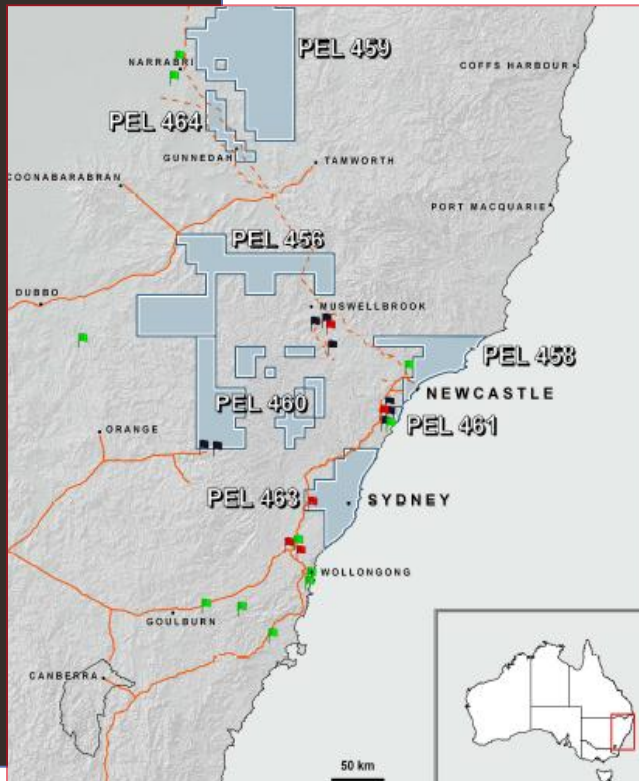 PEL 459
NARRABRI
COFFS HARBOUR
PEL 464
GUNNEDAH
TAMWORTH
COONABARABRAN
PORT MACQUARIE
PEL 456
DUBBO
MUSWELLBROOK
PEL 458
NEWCASTLE
PEL 460
PEL 461
ORANGE
PEL 463
SYDNEY
WOLLONGONG
GOULBURN
CANBERRA
50 km